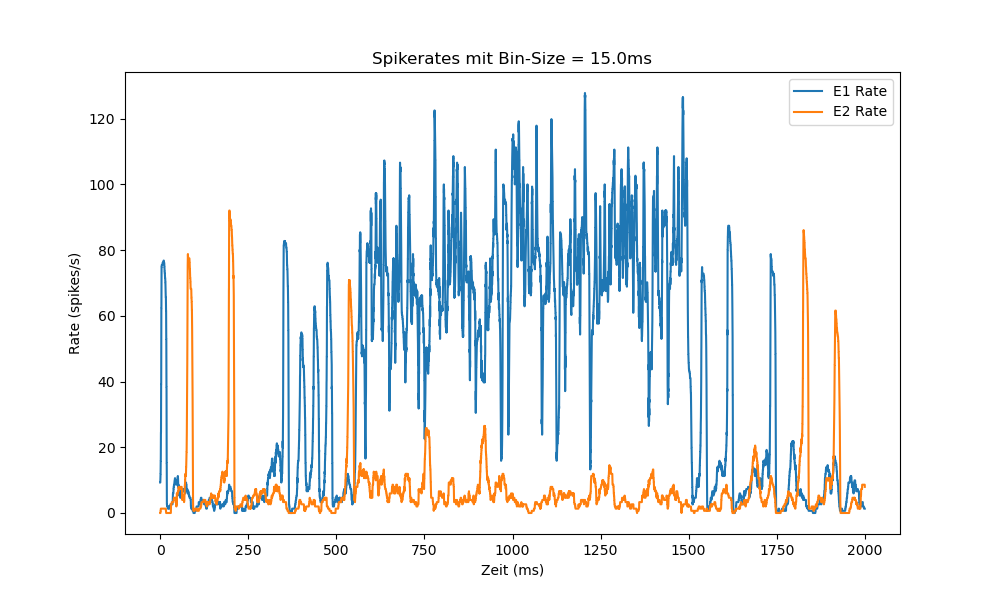 Spikerates mit Bin-Size = 15.0ms
E1 Rate
E2 Rate
Rate (spikes/s)
120
100
80
60
40
20
0
0 250 500 750 1000 1250 1500 1750 2000
Zeit (ms)